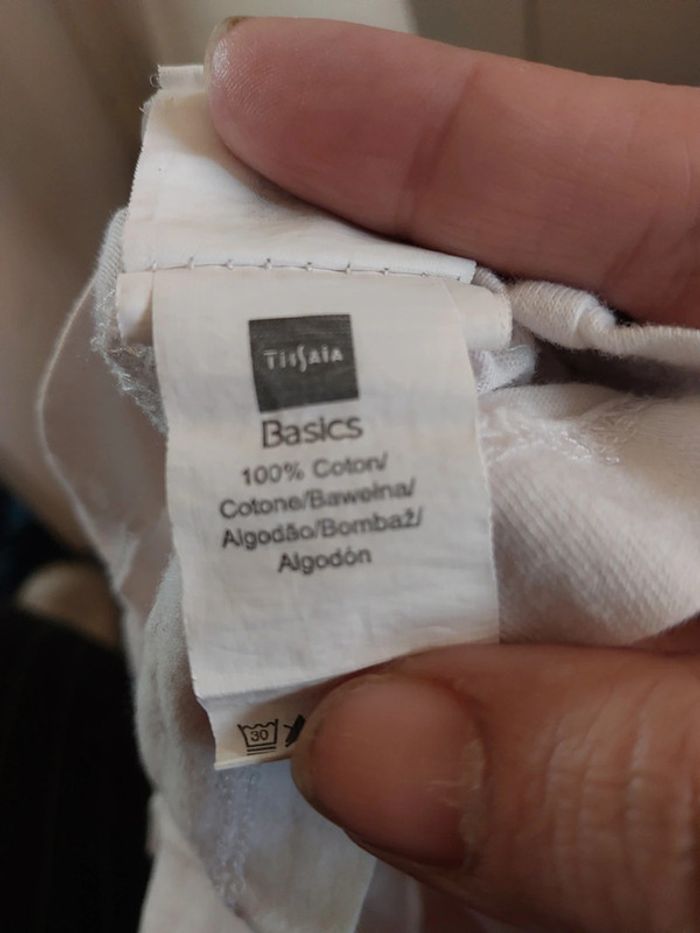 TISSAIA
Basics
100% Coton/
Cotone/Bawełna/
Algodão/Bombaž/
Algodón
30